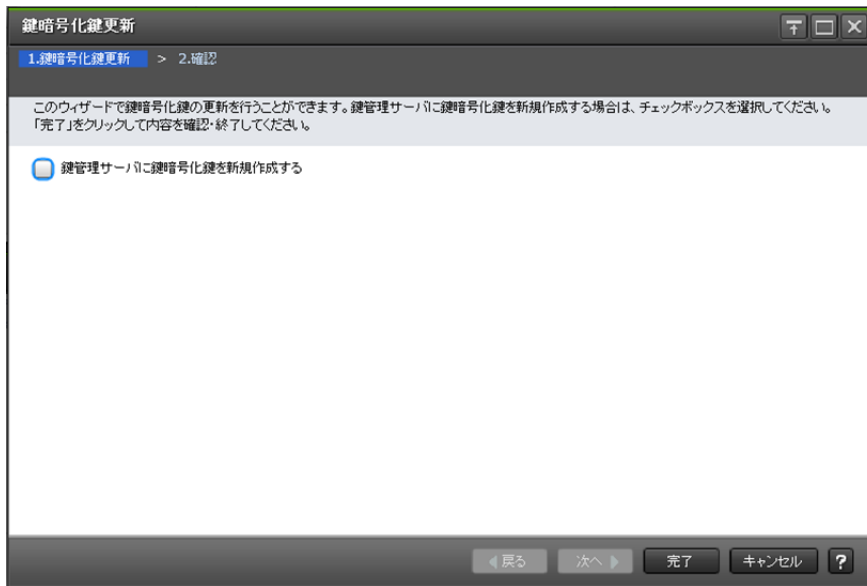 鍵暗号化鍵更新
1.鍵暗号化鍵更新 > 2.確認
このウィザードで鍵暗号化鍵の更新を行うことができます。鍵管理サーバに鍵暗号化鍵を新規作成する場合は、チェックボックスを選択してください。
「完了」をクリックして内容を確認・終了してください。
鍵管理サーバに鍵暗号化鍵を新規作成する
戻る 次へ 完了 キャンセル ?